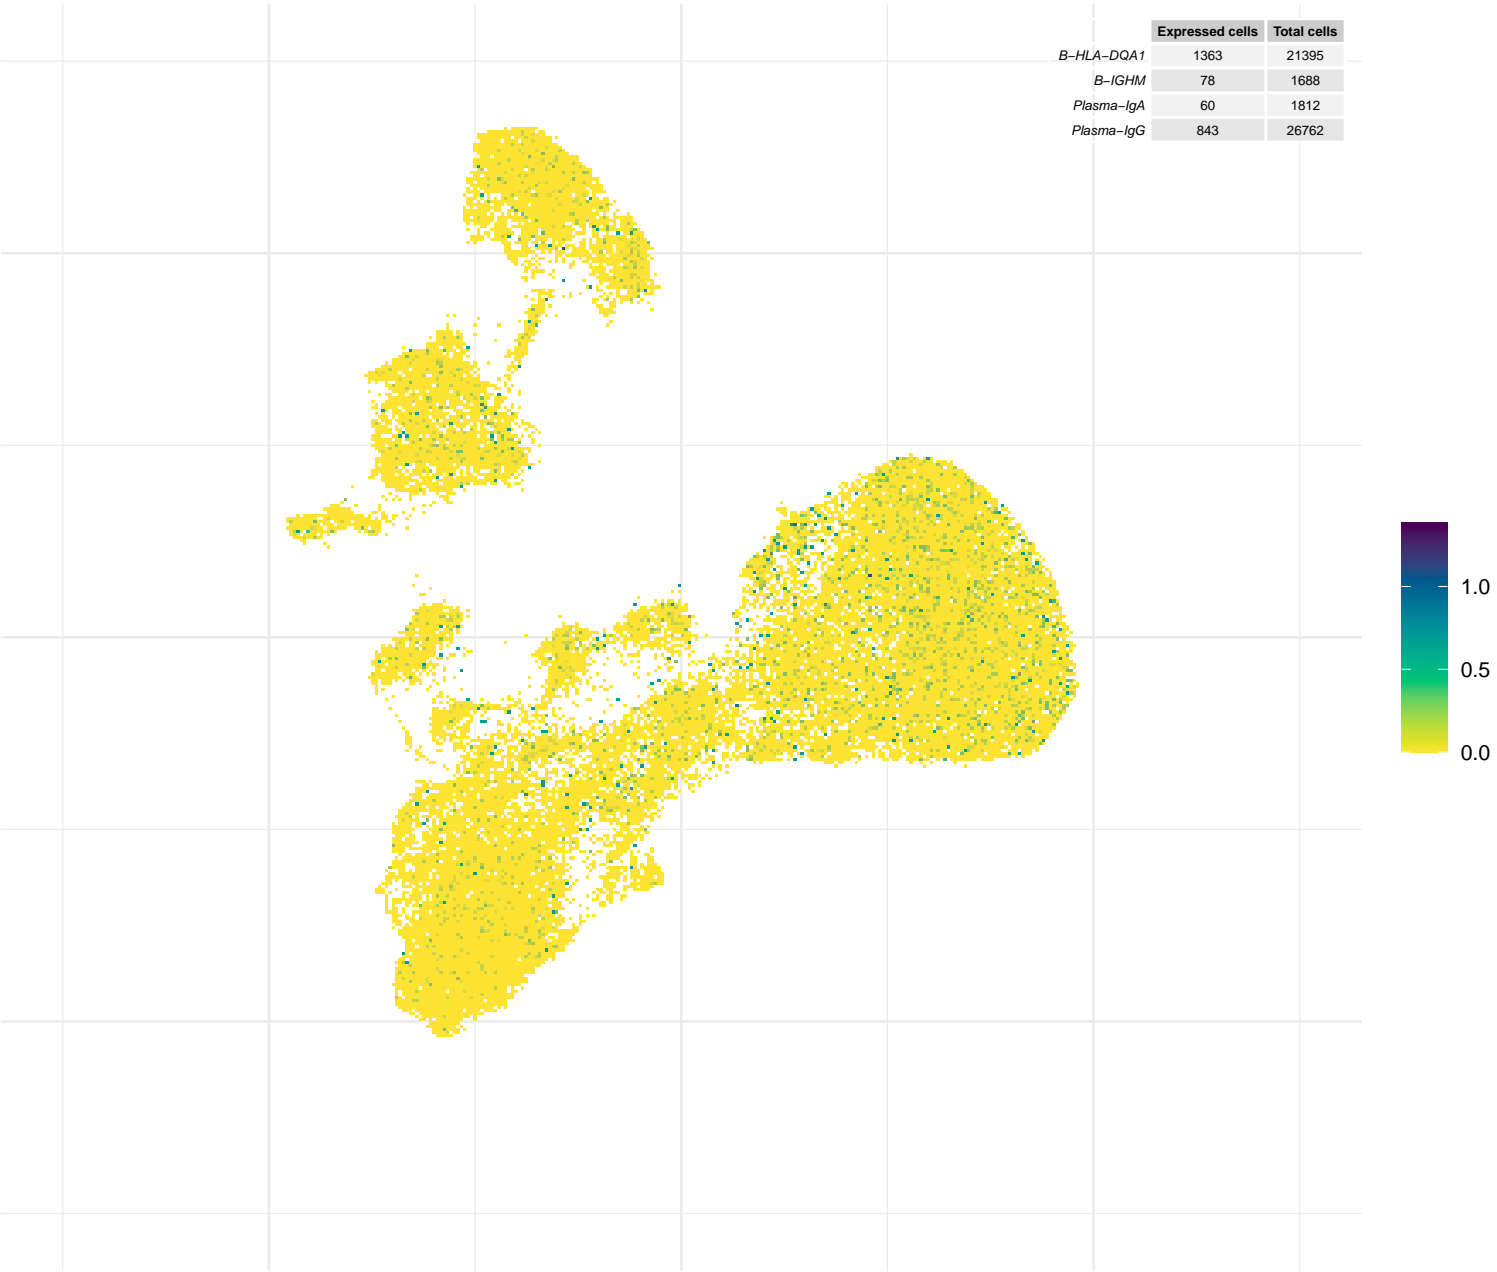 Expressed cells Total cells
B−HLA−DQA1 1363 21395
B−IGHM 78 1688
Plasma−IgA 60 1812
Plasma−IgG 843 26762
1.0
0.5
0.0